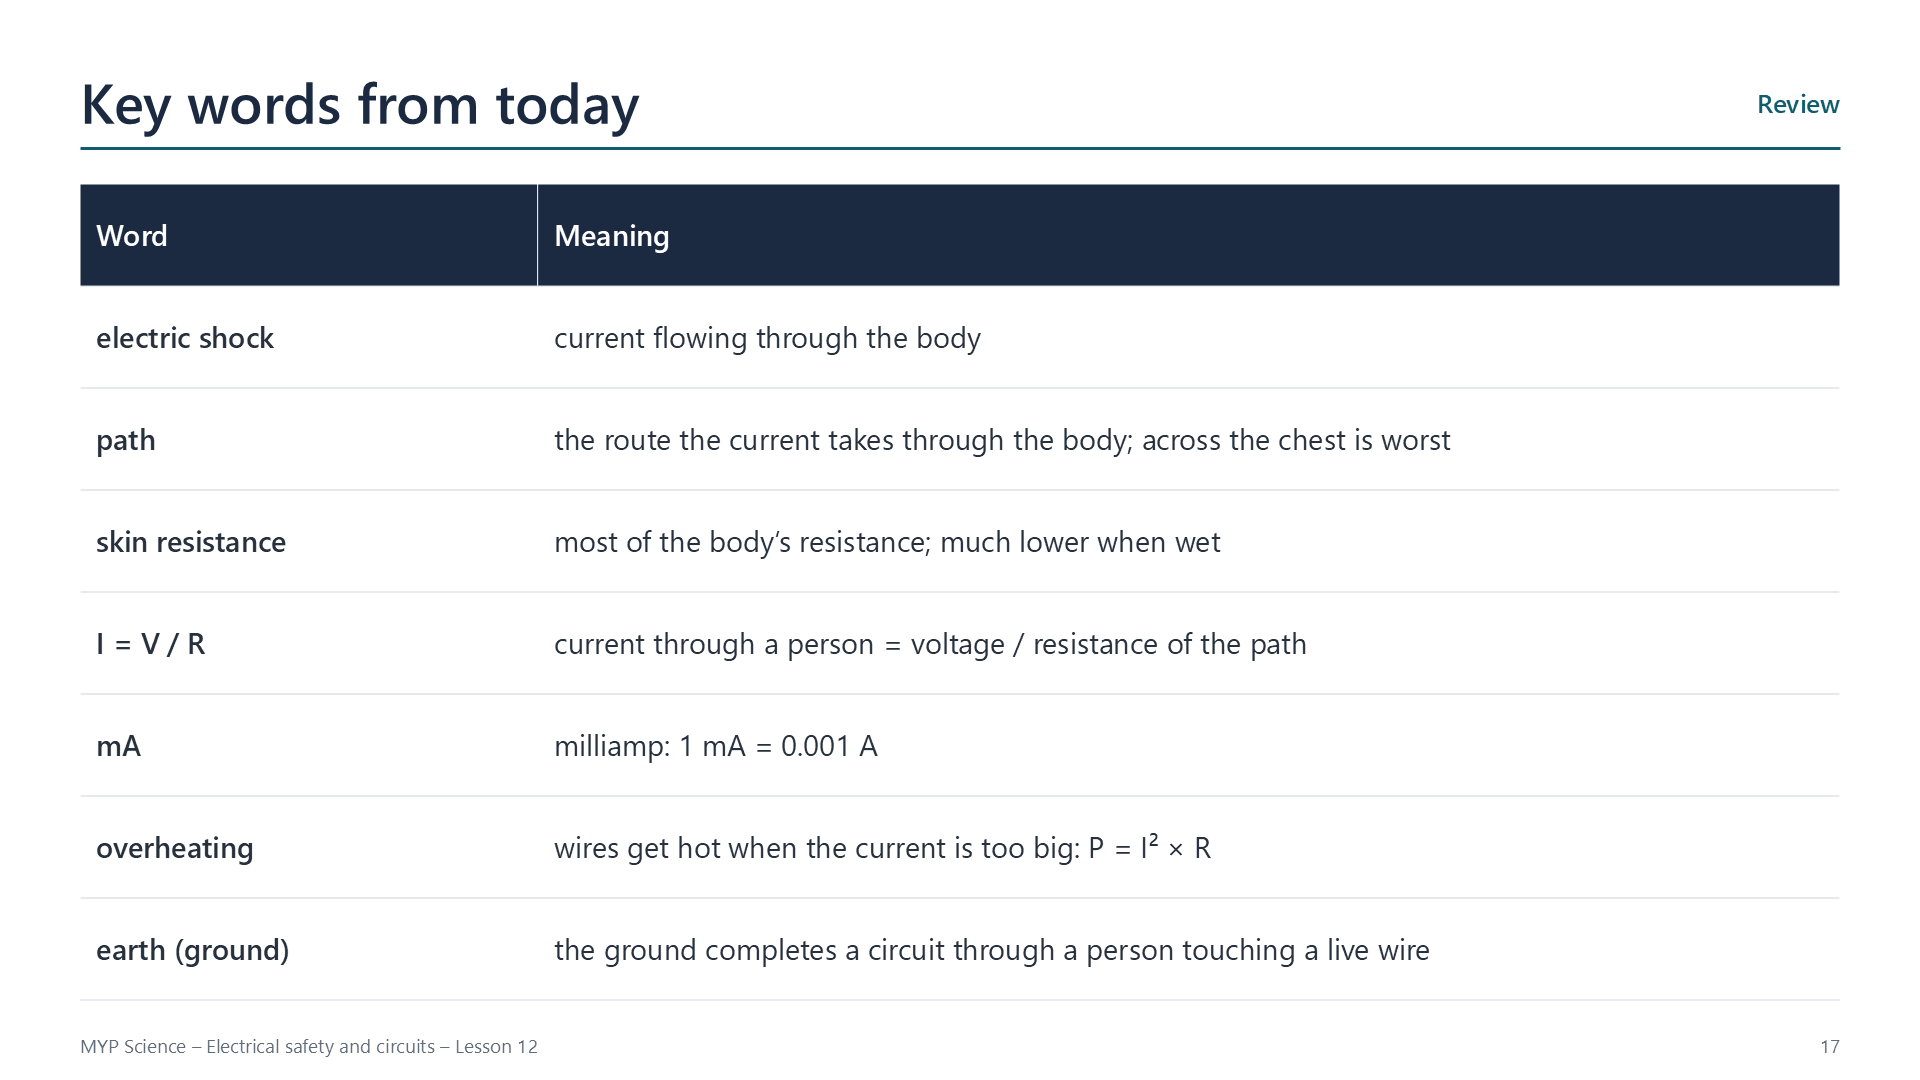 Key words from today
Review
Word
Meaning
electric shock
current flowing through the body
path
the route the current takes through the body; across the chest is worst
skin resistance
most of the body’s resistance; much lower when wet
I = V / R
current through a person = voltage / resistance of the path
mA
milliamp: 1 mA = 0.001 A
overheating
wires get hot when the current is too big: P = I² × R
earth (ground)
the ground completes a circuit through a person touching a live wire
MYP Science – Electrical safety and circuits – Lesson 12
17